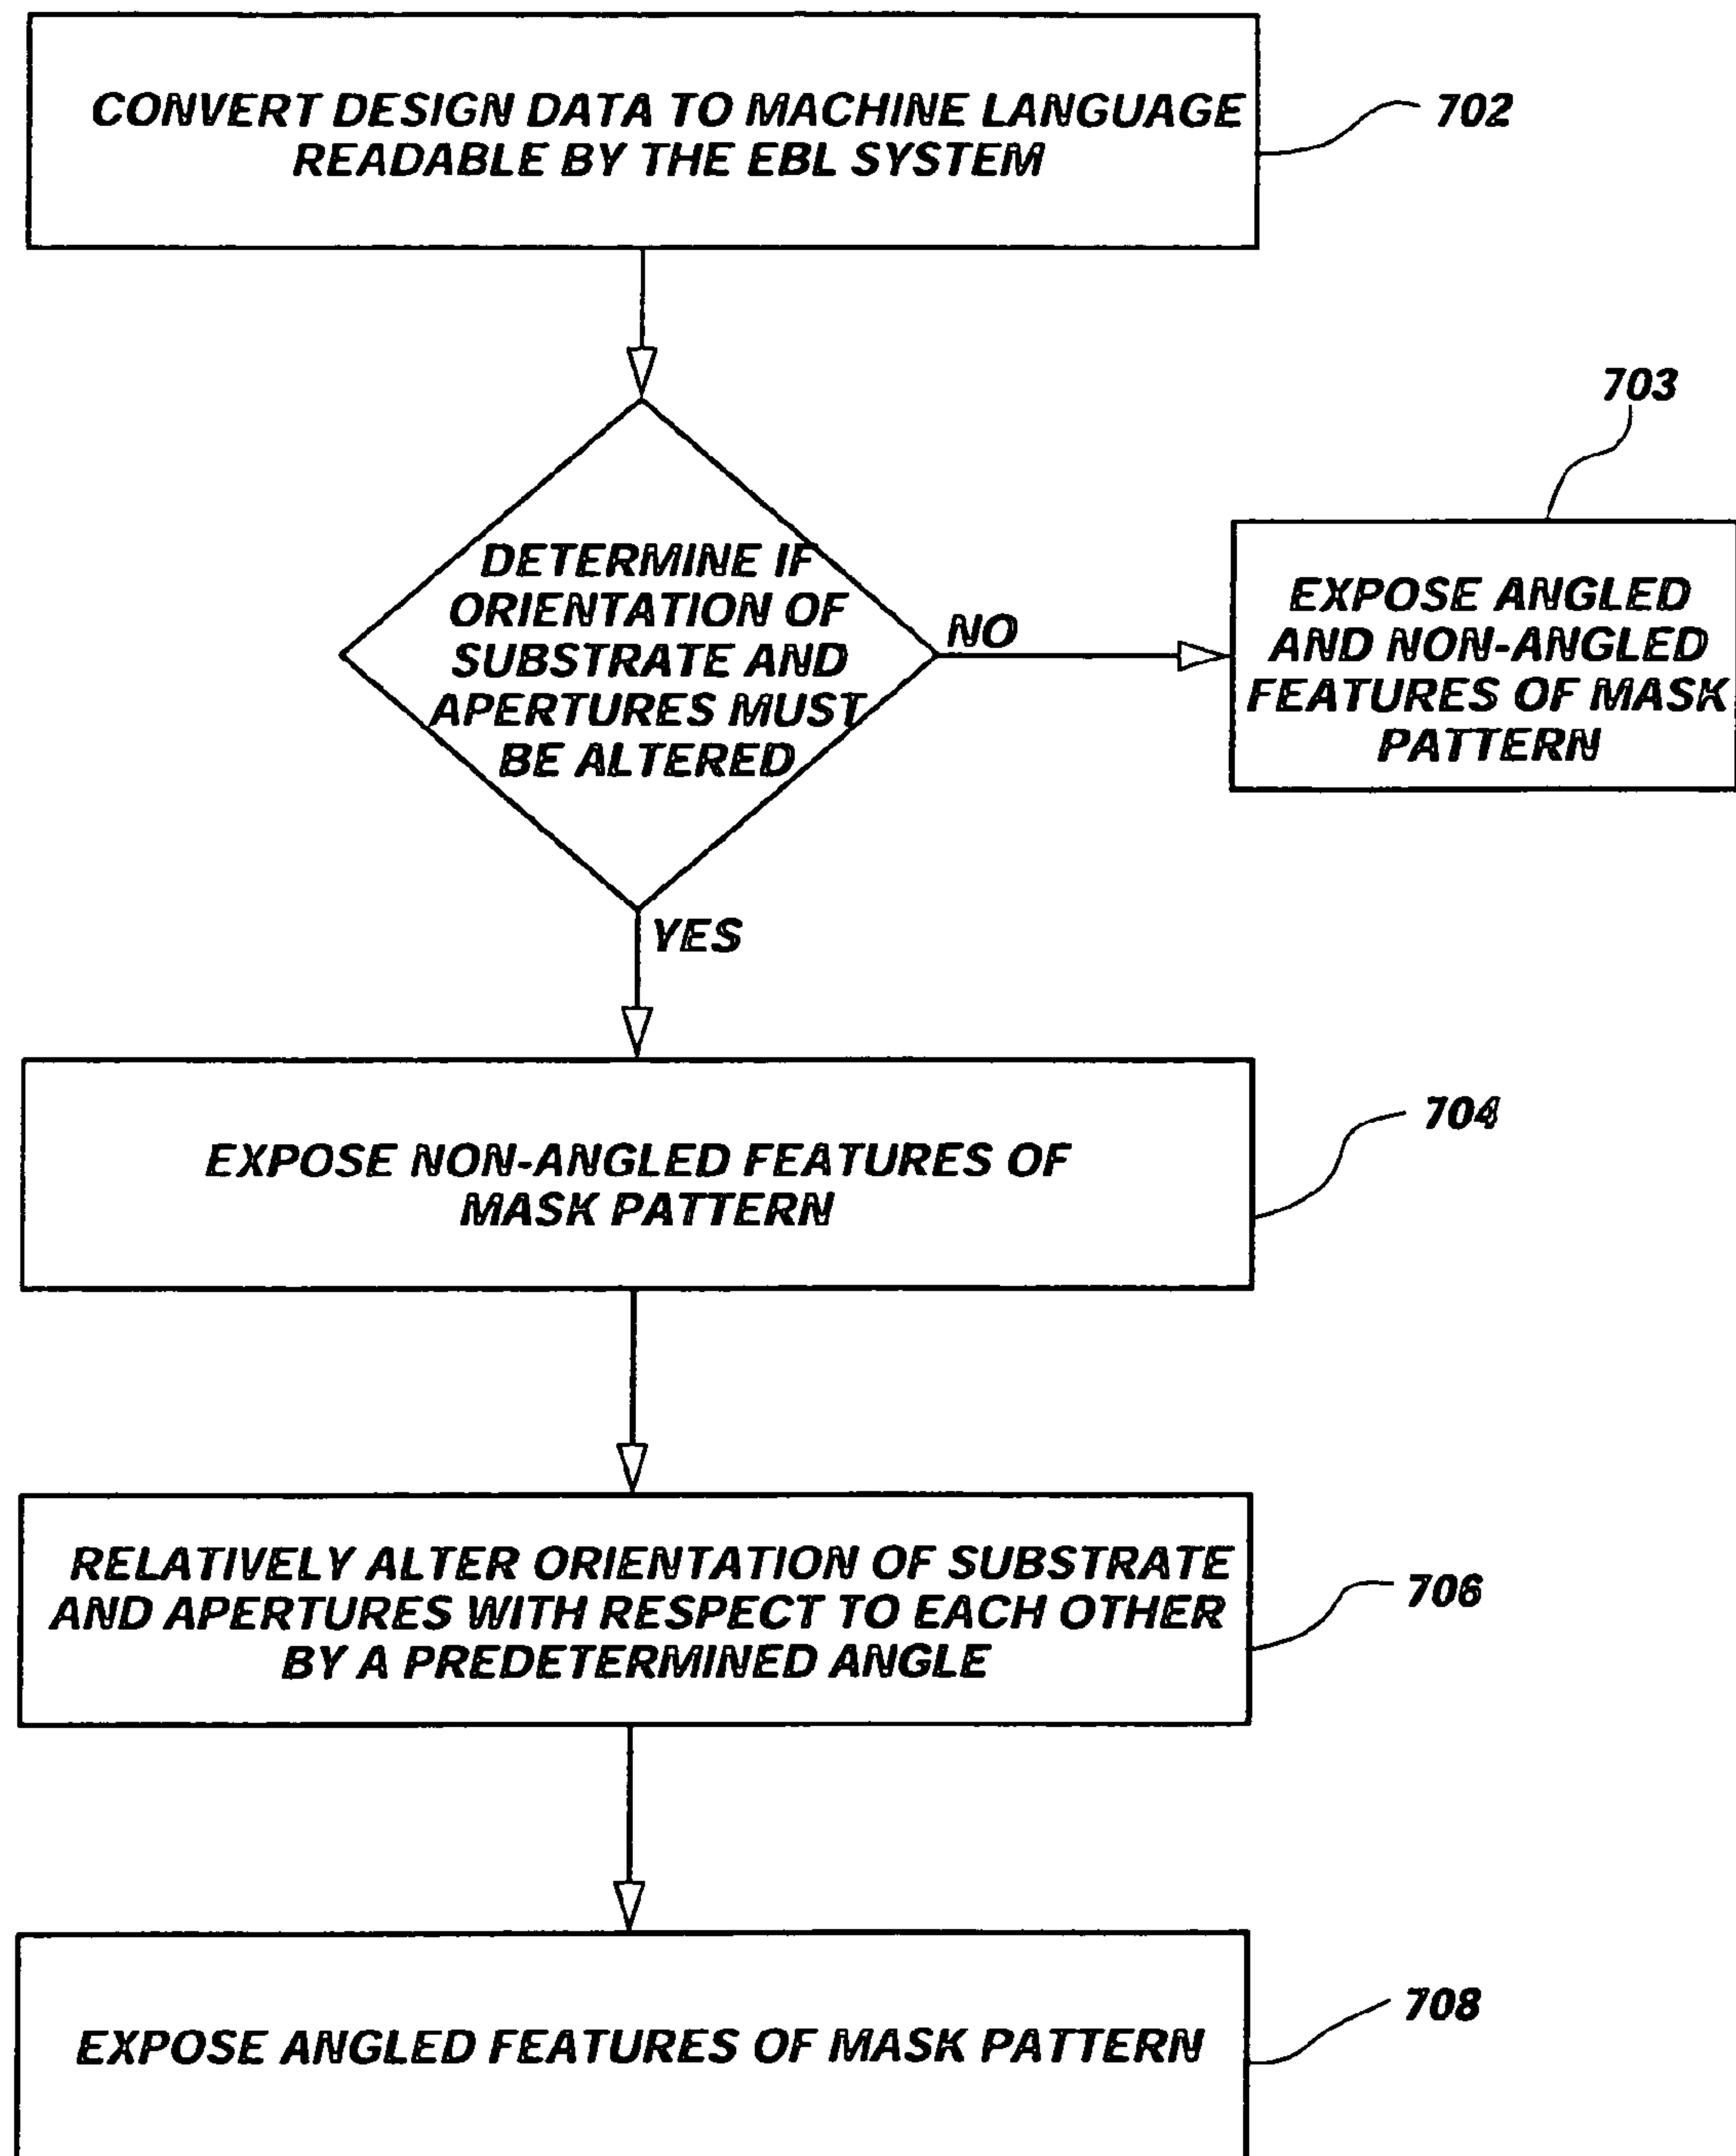 CONVERT DESIGN DATA TO MACHINE LANGUAGE
READABLE BY THE EBL SYSTEM
702
DETERMINE IF
ORIENTATION OF
SUBSTRATE AND
APERTURES MUST
BE ALTERED
NO
703
EXPOSE ANGLED
AND NON-ANGLED
FEATURES OF MASK
PATTERN
YES
EXPOSE NON-ANGLED FEATURES OF
MASK PATTERN
704
RELATIVELY ALTER ORIENTATION OF SUBSTRATE
AND APERTURES WITH RESPECT TO EACH OTHER
BY A PREDETERMINED ANGLE
706
EXPOSE ANGLED FEATURES OF MASK PATTERN
708